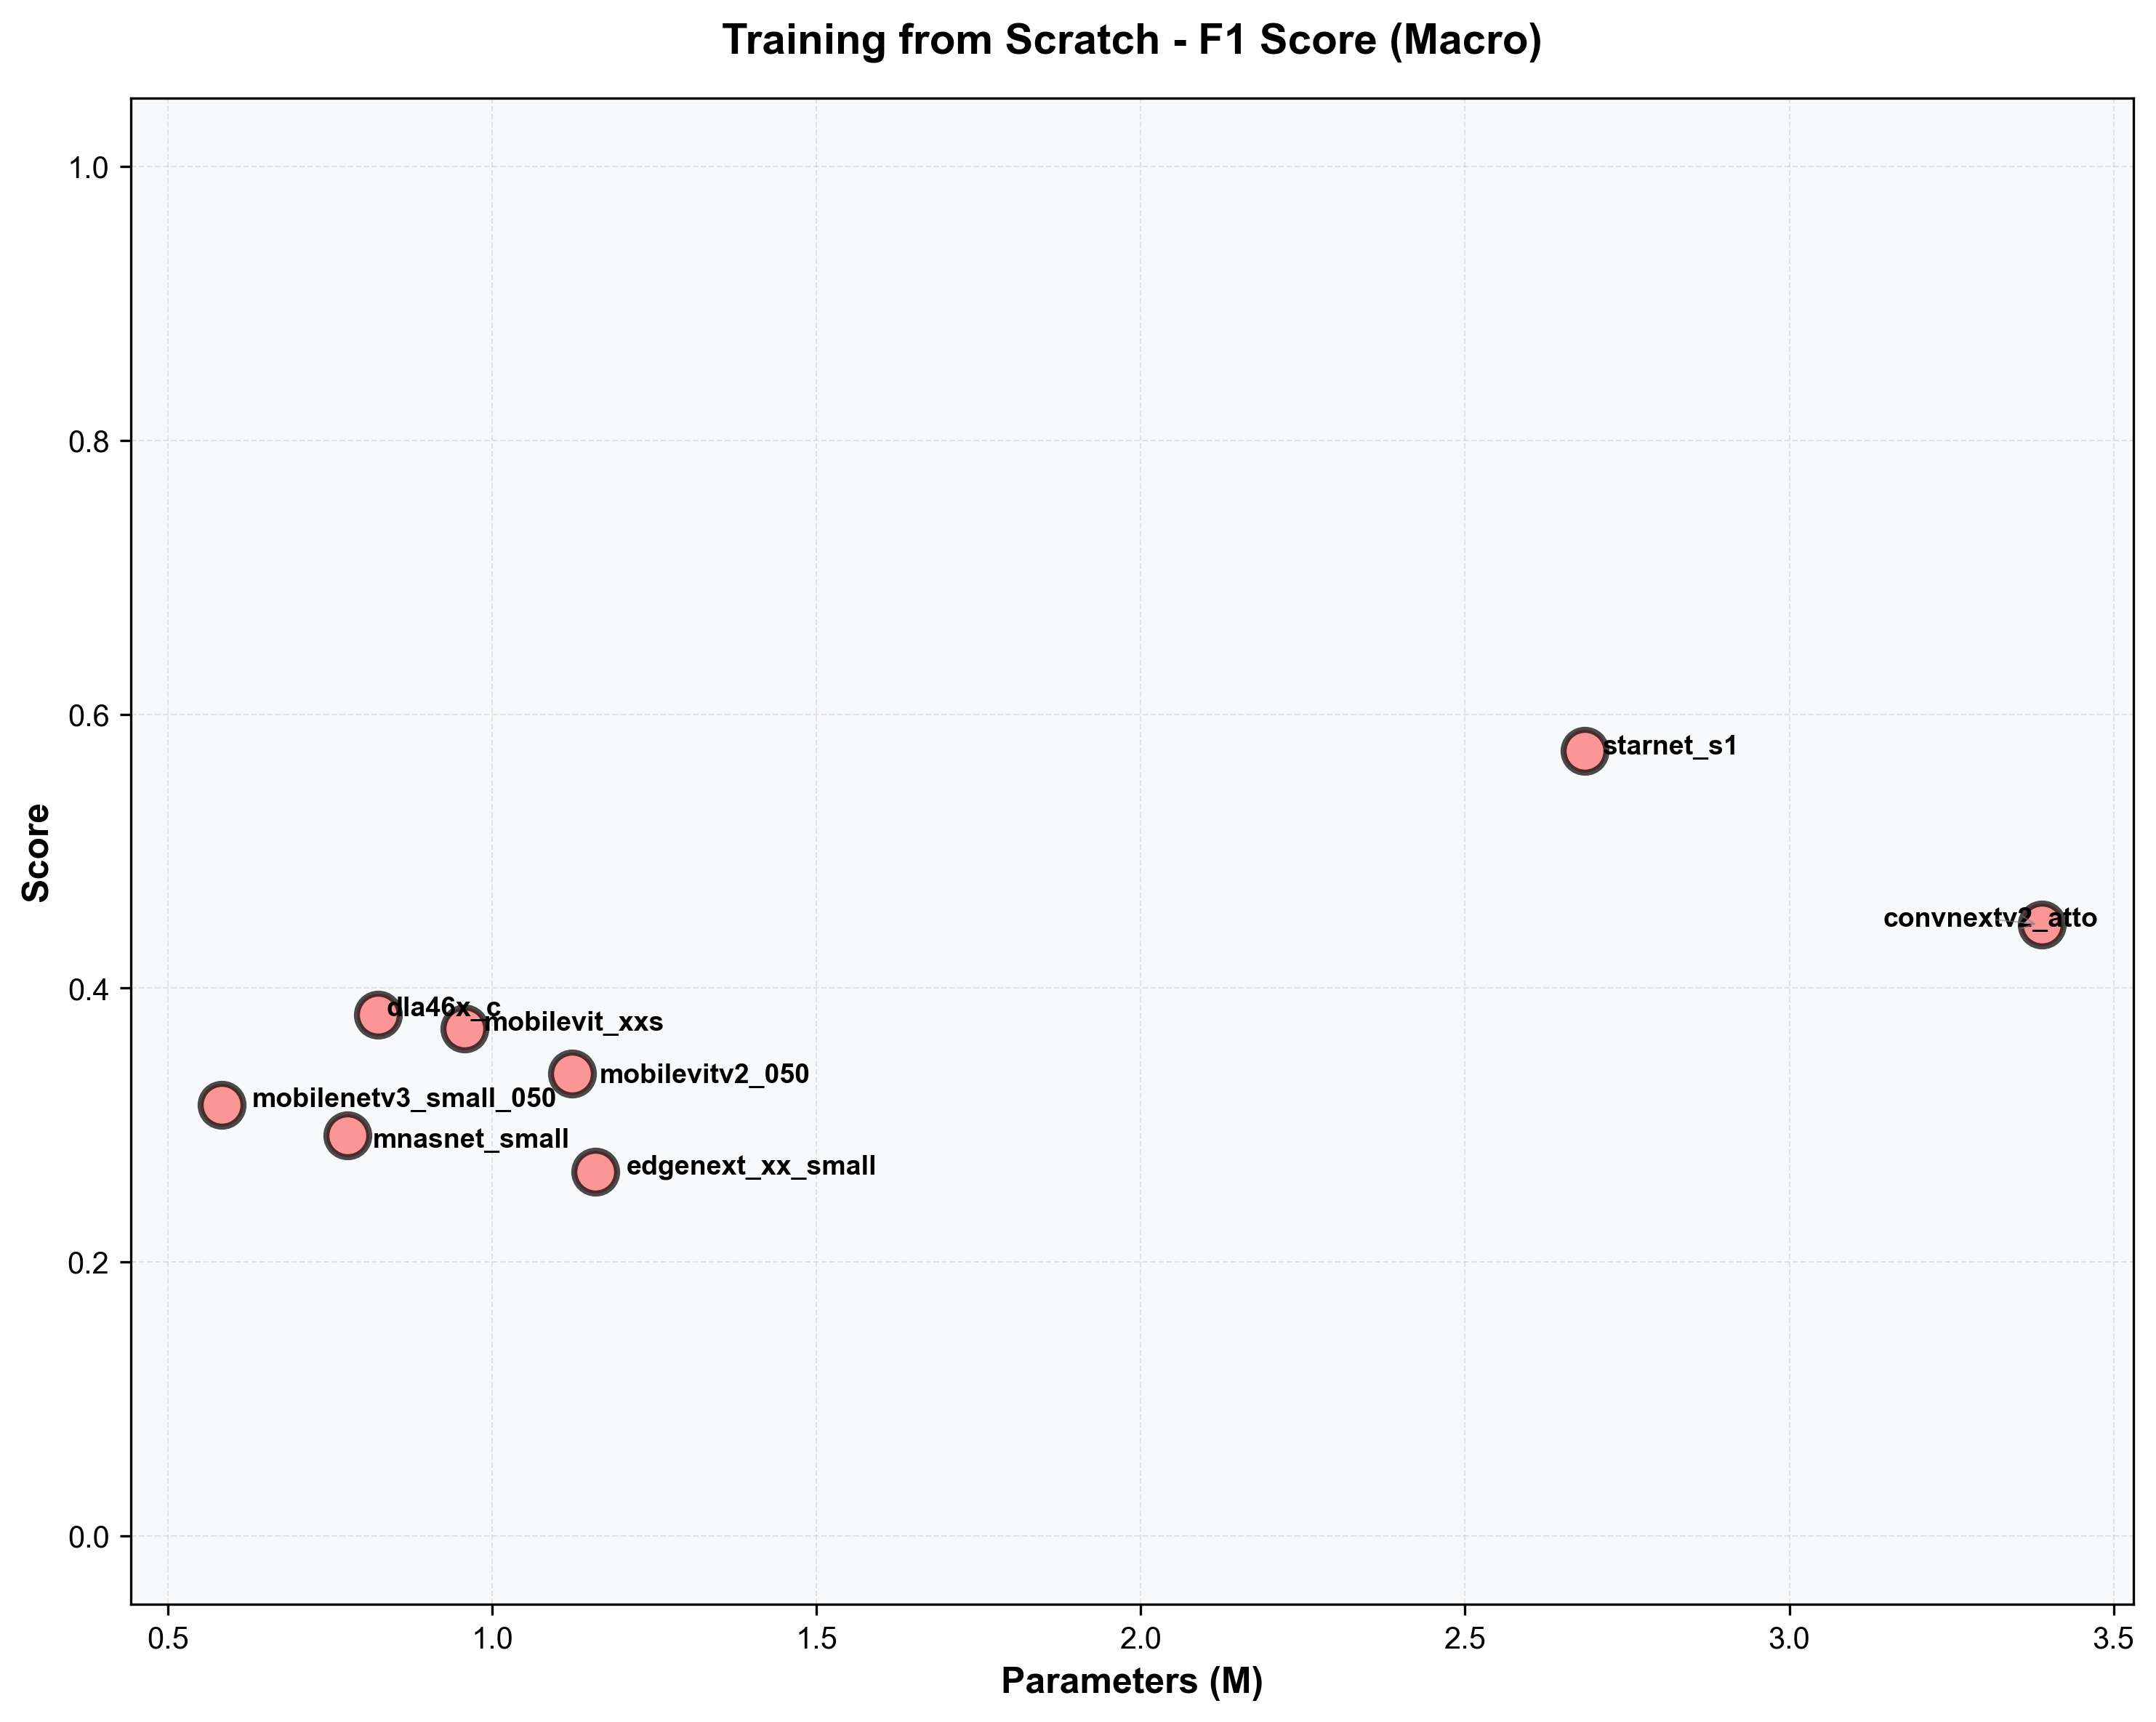 Training from Scratch - F1 Score (Macro)
1.0
0.8
0.6
0.4
0.2
0.0
Score
starnet_s1
convnextv2_atto
dla46x_c
mobilevit_xxs
mobilevitv2_050
mobilenetv3_small_050
mnasnet_small
edgenext_xx_small
0.5 1.0 1.5 2.0 2.5 3.0 3.5
Parameters (M)